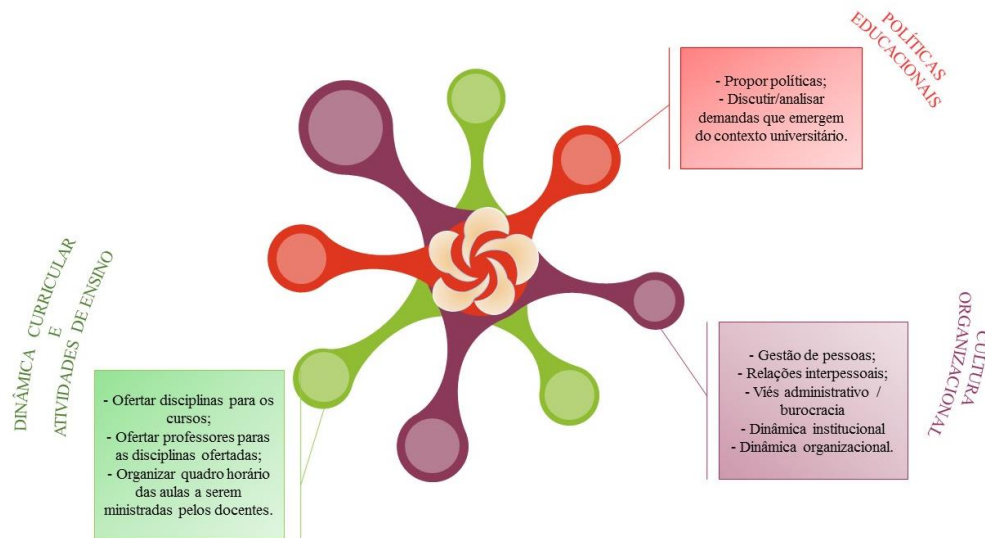 POLÍTICAS
EDUCACIONAIS
- Propor políticas;
- Discutir/analisar
demandas que emergem
do contexto universitário.
DINÂMICA CURRICULAR
E
ATIVIDADES DE ENSINO
CULTURA
ORGANIZACIONAL
- Gestão de pessoas;
- Relações interpessoais;
- Viés administrativo /
burocracia
- Dinâmica institucional
- Dinâmica organizacional.
- Ofertar disciplinas para os
cursos;
- Ofertar professores paras
as disciplinas ofertadas;
- Organizar quadro horário
das aulas a serem
ministradas pelos docentes.